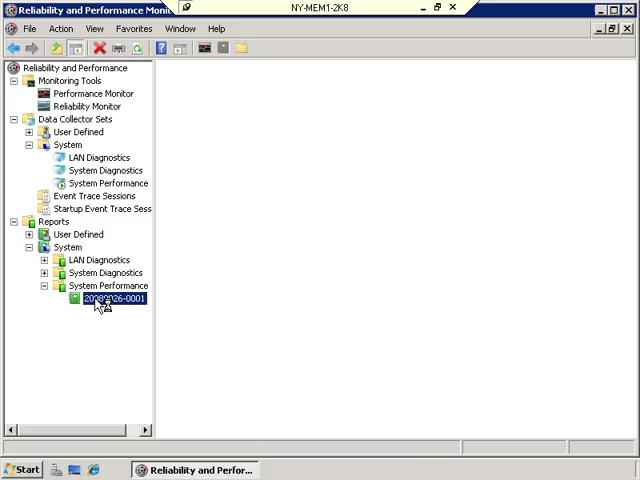 Reliability and Performance Moni
NY-MEM1-2K8
File Action View Favorites Window Help
Reliability and Performance
Monitoring Tools
Performance Monitor
Reliability Monitor
Data Collector Sets
User Defined
System
LAN Diagnostics
System Diagnostics
System Performance
Event Trace Sessions
Startup Event Trace Sess
Reports
User Defined
System
LAN Diagnostics
System Diagnostics
System Performance
Start
Reliability and Perfor...